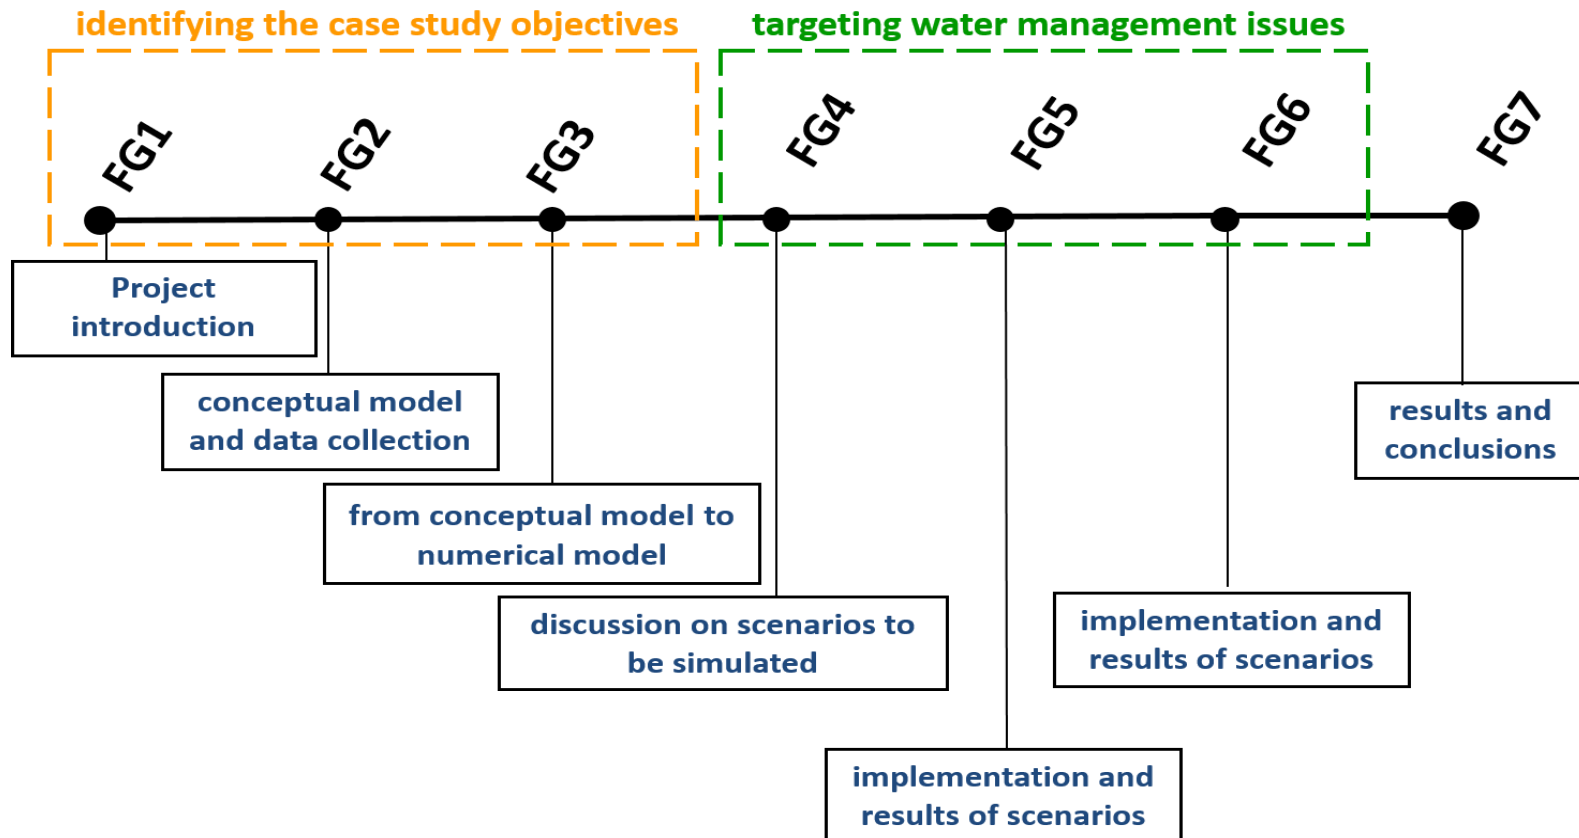 identifying the case study objectives
targeting water management issues
FG1
FG2
FG3
FG4
FG5
FG6
FG7
Project
introduction
conceptual model
and data collection
from conceptual model to
numerical model
discussion on scenarios to
be simulated
implementation and
results of scenarios
implementation and
results of scenarios
results and
conclusions